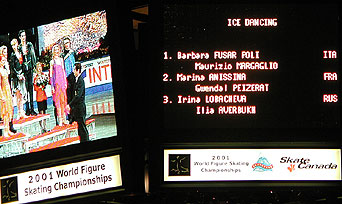 ICE DANCING
1. Barbara FUSAR POLI ITA
Maurizio MARGAGLIO
2. Marina ANISSINA FRA
Gwendal PEIZERAT
3. Irina LOBACHEVA RUS
Ilia AVERBUKH
INT
2001 World Figure
Skating Championships
2001
World Figure
Skating Championships
Skate Canada